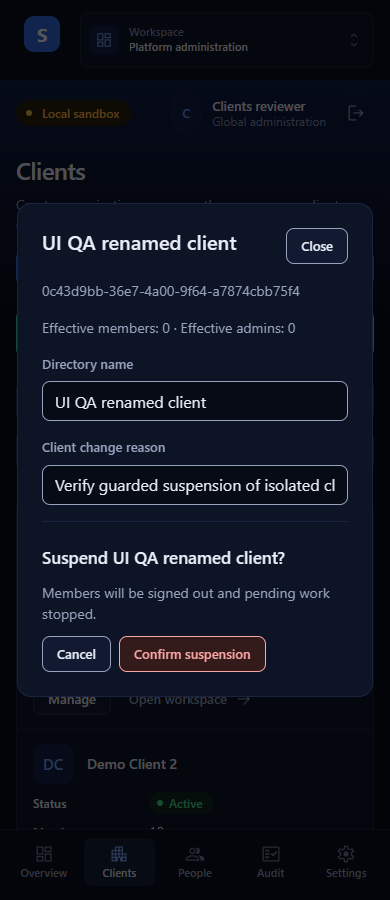 S
Workspace
Platform administration
Local sandbox
C
Clients reviewer
Global administration
Clients
UI QA renamed client
Close
0c43d9bb-36e7-4a00-9f64-a7874cbb75f4
Effective members: 0 · Effective admins: 0
Directory name
UI QA renamed client
Client change reason
Verify guarded suspension of isolated cl
Suspend UI QA renamed client?
Members will be signed out and pending work
stopped.
Cancel
Confirm suspension
Manage
Open workspace
DC
Demo Client 2
Status
Active
Overview
Clients
People
Audit
Settings